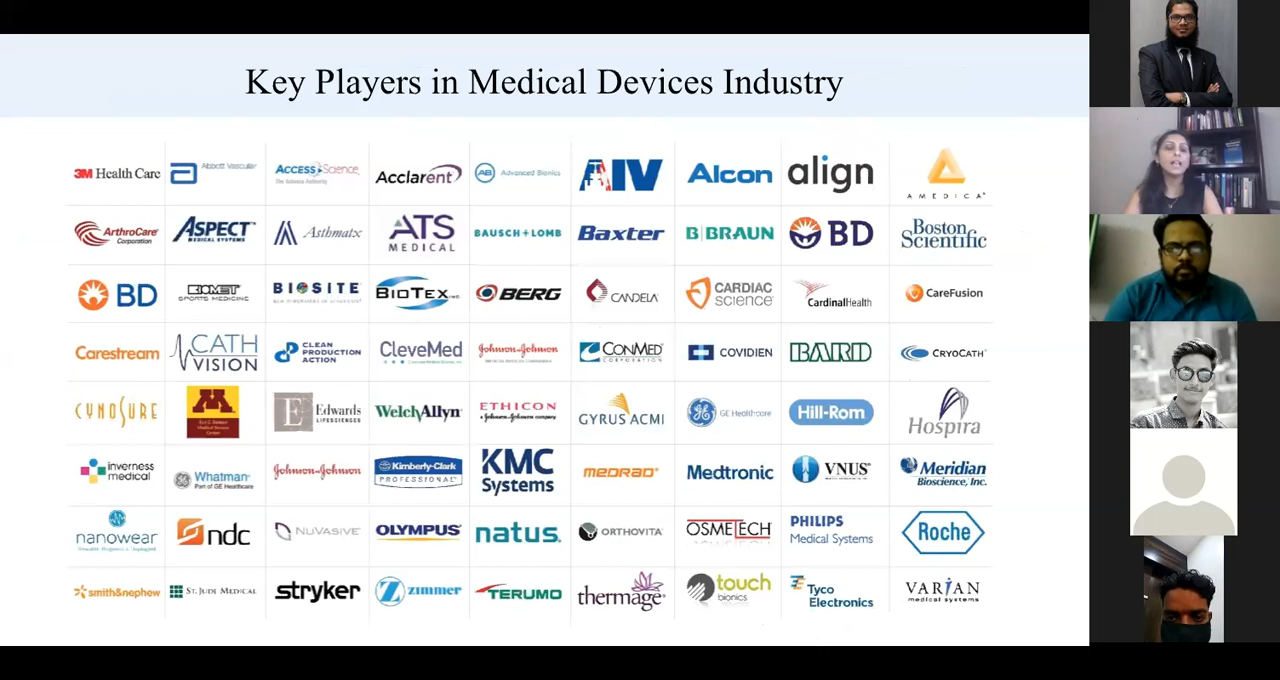 Key Players in Medical Devices Industry
3M Health Care
Abbott Vascular
ACCESS Science
Acclarent
AB Advanced Bionics
AIV
Alcon
align
AMEDICA
ArthroCare
Corporation
ASPECT
MEDICAL SYSTEMS
Asthmatx
ATS
MEDICAL
BAUSCH + LOMB
Baxter
B|BRAUN
BD
Boston
Scientific
BD
BIOMET
SPORTS MEDICINE
BIOSITE
BIOTEX INC.
BERG
CANDELA
CARDIAC
SCIENCE
CardinalHealth
CareFusion
Carestream
CATH
VISION
CLEAN
PRODUCTION
ACTION
CleveMed
Johnson & Johnson
CONMED
CORPORATION
COVIDIEN
BARD
CRYOCATH
CYNOSURE
M
E
Edwards
LIFESCIENCES
WelchAllyn
ETHICON
a Johnson & Johnson company
GYRUS ACMI
GE Healthcare
Hill-Rom
Hospira
inverness
medical
Whatman
Part of GE Healthcare
Johnson & Johnson
Kimberly-Clark
PROFESSIONAL
KMC
Systems
MEDRAD
Medtronic
VNUS
Meridian
Bioscience, Inc.
nanowear
ndc
NUVASIVE
OLYMPUS
natus
ORTHOVITA
OSMETECH
PHILIPS
Medical Systems
Roche
smith&nephew
ST. JUDE MEDICAL
stryker
Z zimmer
TERUMO
thermage
touch
bionics
Tyco
Electronics
VARIAN
medical systems